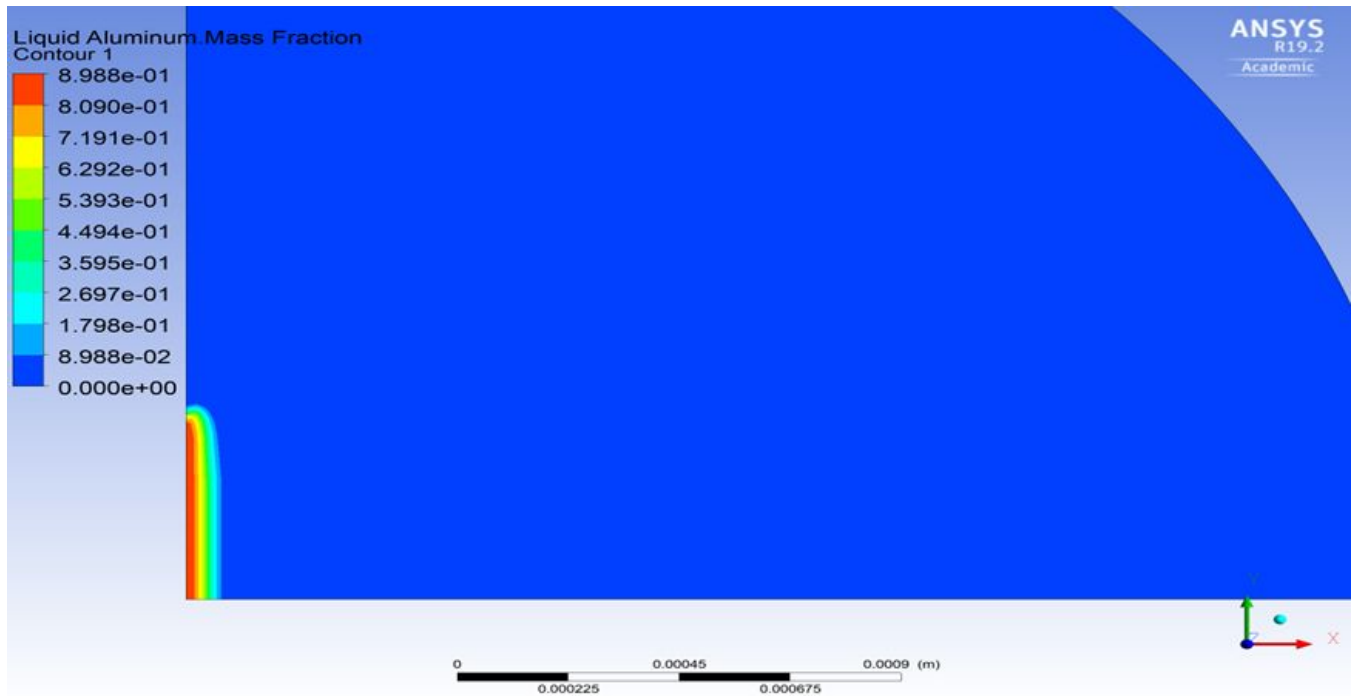 Liquid Aluminum.Mass Fraction
Contour 1
8.988e-01
8.090e-01
7.191e-01
6.292e-01
5.393e-01
4.494e-01
3.595e-01
2.697e-01
1.798e-01
8.988e-02
0.000e+00
ANSYS
R19.2
Academic
Y
Z
X
0 0.00045 0.0009 (m)
0.000225 0.000675